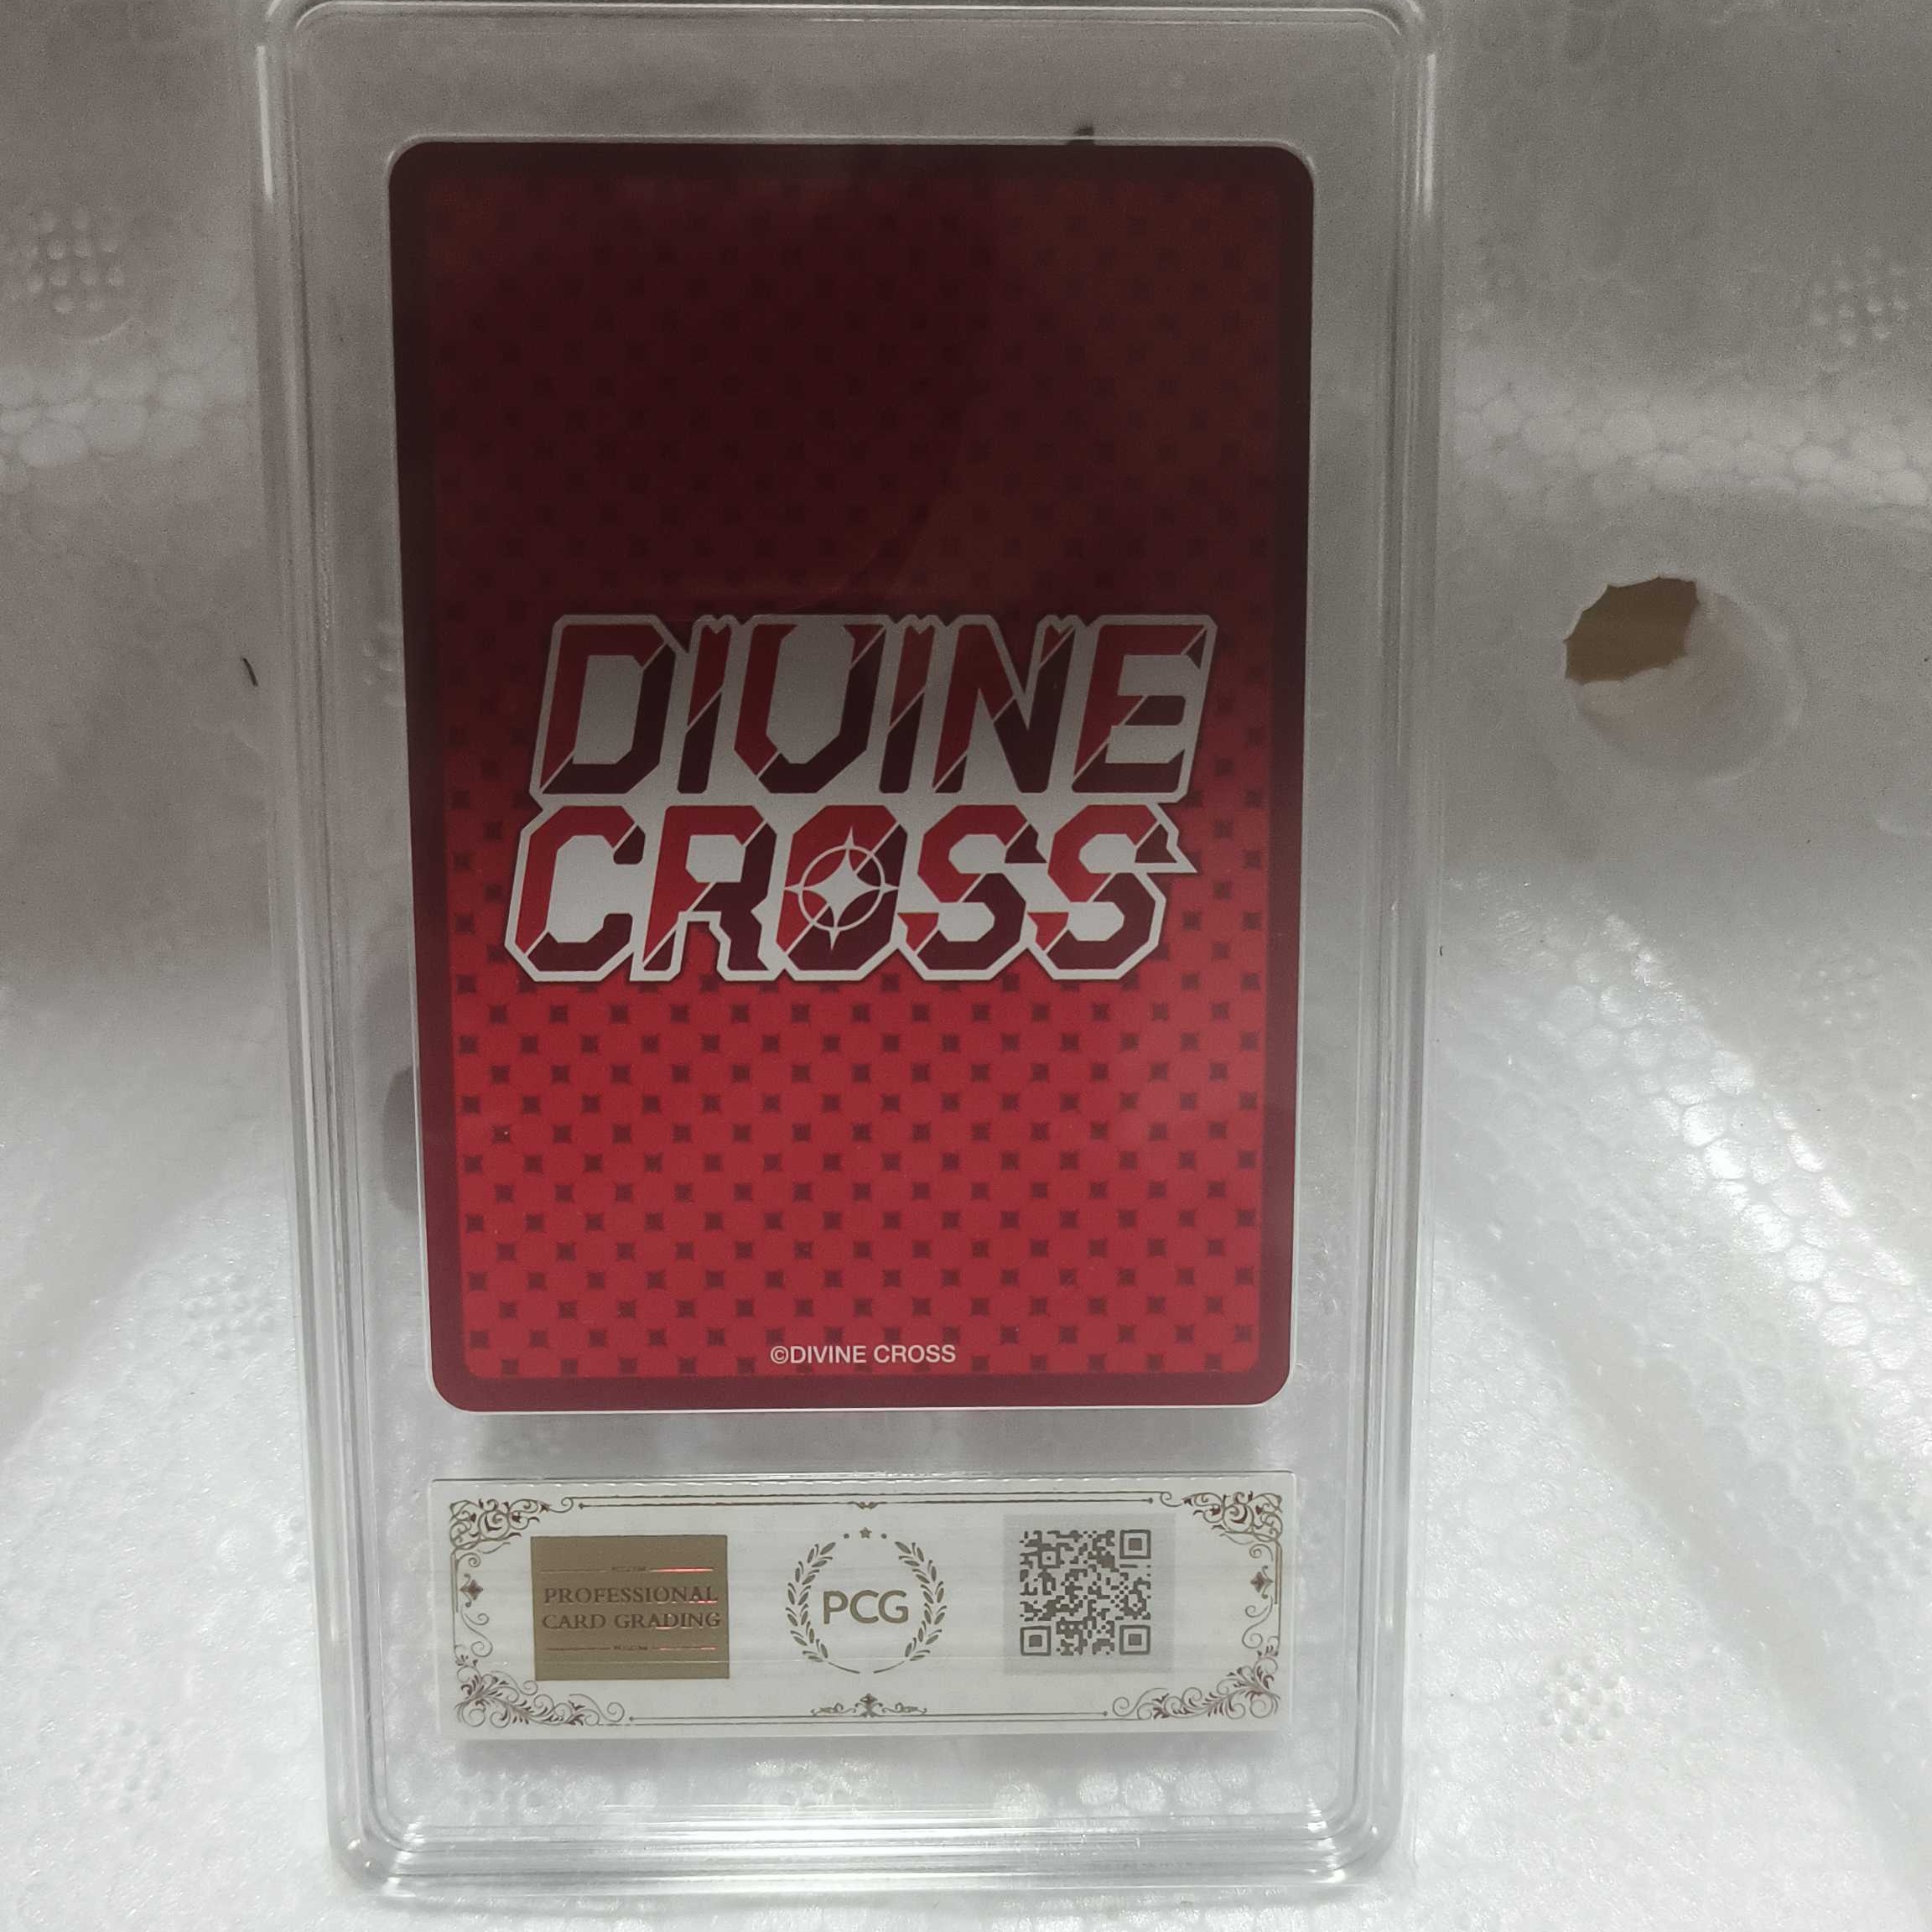 DIVINE
CROSS
©DIVINE CROSS
PROFESSIONAL
CARD GRADING
PCG